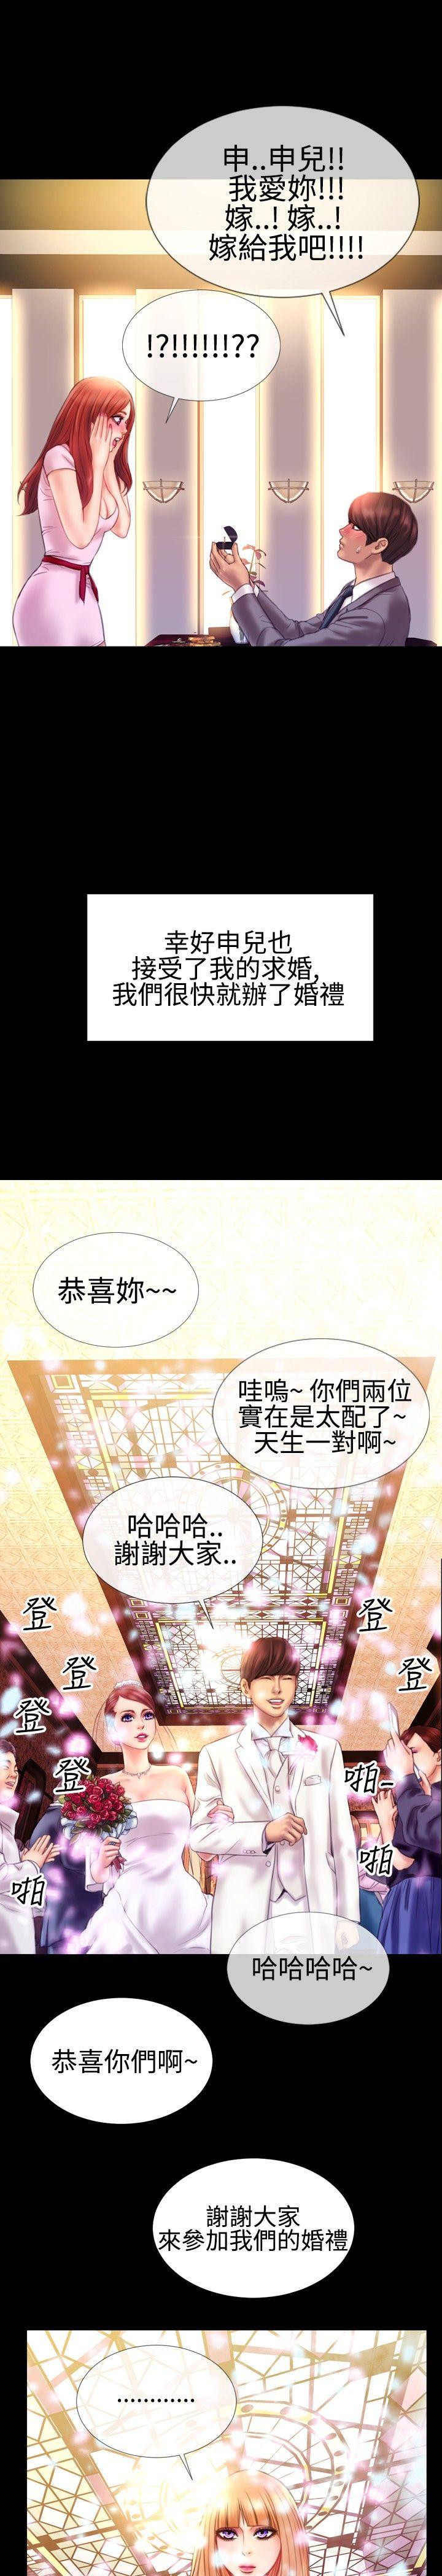 申..申兒!!
我愛妳!!!
嫁..! 嫁..!
嫁給我吧!!!!
!?!!!!!!??
幸好申兒也
接受了我的求婚,
我們很快就辦了婚禮
恭喜妳~~
哇嗚~ 你們兩位
實在是太配了~
天生一對啊~
哈哈哈..
謝謝大家..
登
登
登
登
啪
登
登
啪-
啪
哈哈哈哈~
恭喜你們啊~
謝謝大家
來參加我們的婚禮
............